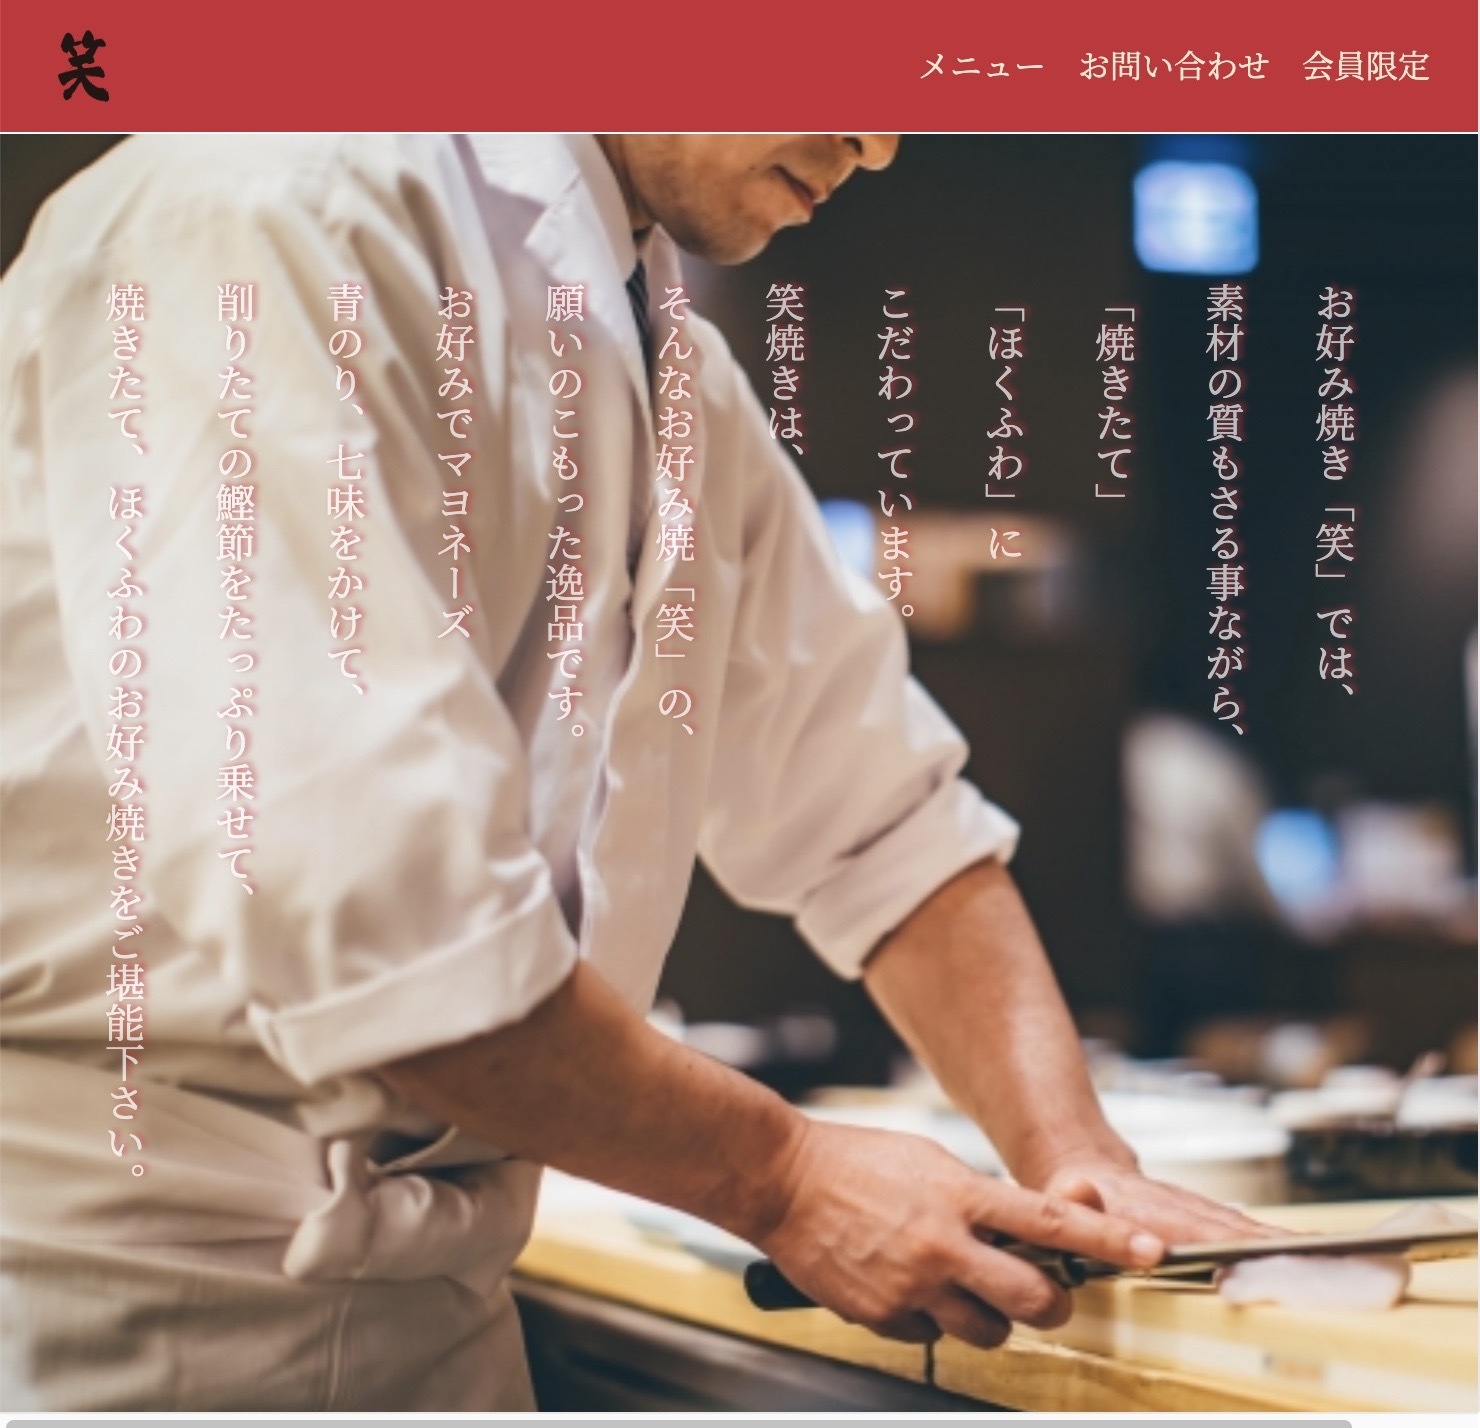 笑
メニュー お問い合わせ 会員限定
お好み焼き「笑」では、
素材の質もさる事ながら、
「焼きたて」
「ほくふわ」に
こだわっています。
笑焼きは、
そんなお好み焼「笑」の、
願いのこもった逸品です。
お好みでマヨネーズ
青のり、七味をかけて、
削りたての鰹節をたっぷり乗せて、
焼きたて、ほくふわのお好み焼きをご堪能下さい。